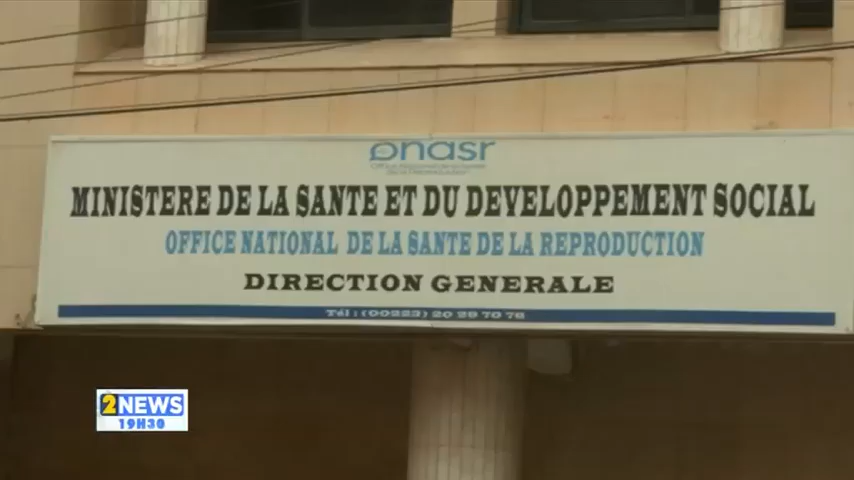 onasr
MINISTERE DE LA SANTE ET DU DEVELOPPEMENT SOCIAL
OFFICE NATIONAL DE LA SANTE DE LA REPRODUCTION
DIRECTION GENERALE
Tél : (00223) 20 29 70 76
2NEWS
19H30